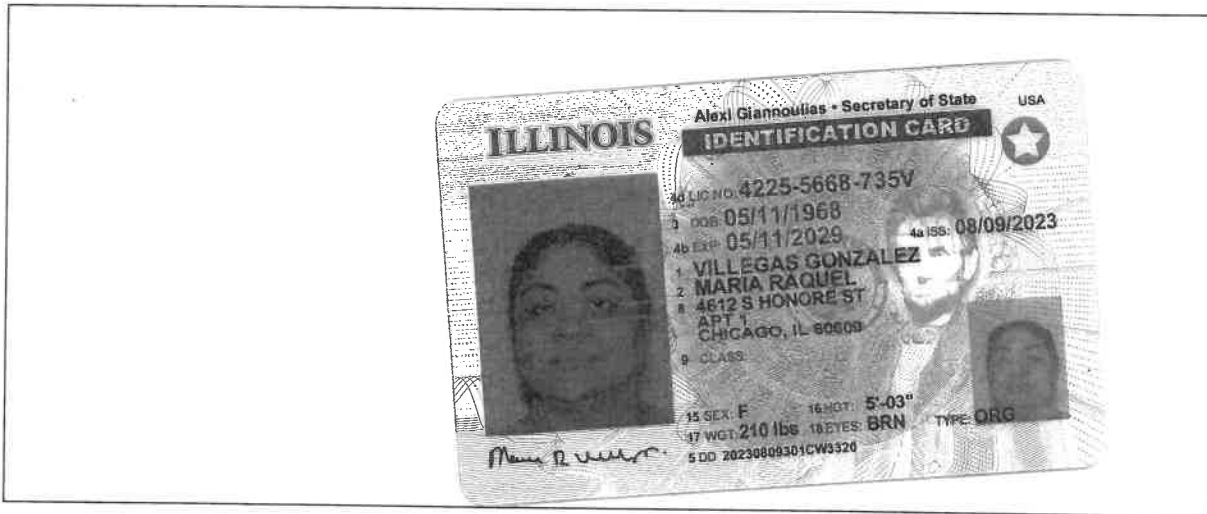 Alexi Giannoulias • Secretary of State
USA
ILLINOIS
IDENTIFICATION CARD
4d LIC NO: 4225-5668-735V
3 DOB: 05/11/1968
4b EXP: 05/11/2029
4a ISS: 08/09/2023
1 VILLEGAS GONZALEZ
2 MARIA RAQUEL
8 4612 S HONORE ST
APT 1
CHICAGO, IL 60609
9 CLASS:
15 SEX: F
16 HGT: 5'-03"
17 WGT: 210 lbs
18 EYES: BRN
TYPE: ORG
5 DD 20230809301CW3320